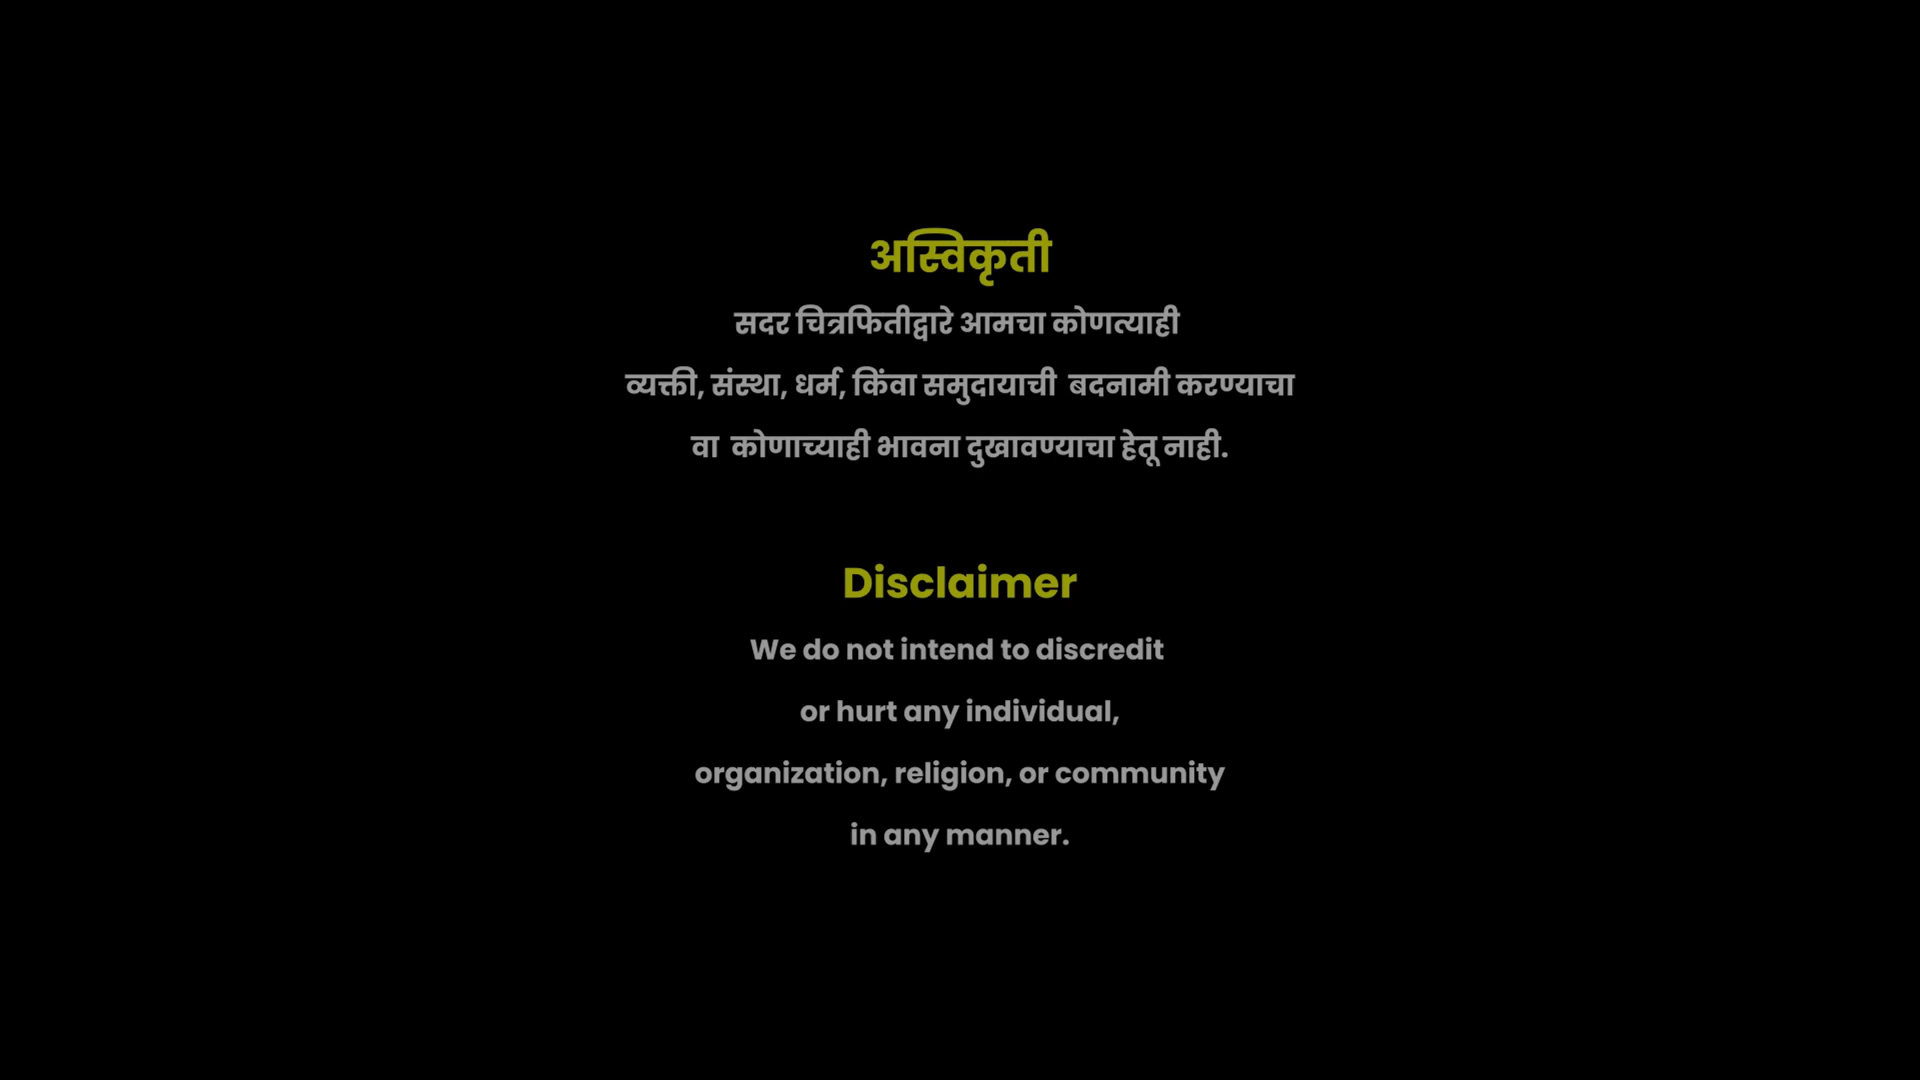 अस्विकृती
सदर चित्रफितीद्वारे आमचा कोणत्याही
व्यक्ती, संस्था, धर्म, किंवा समुदायाची बदनामी करण्याचा
वा कोणाच्याही भावना दुखावण्याचा हेतू नाही.
Disclaimer
We do not intend to discredit
or hurt any individual,
organization, religion, or community
in any manner.